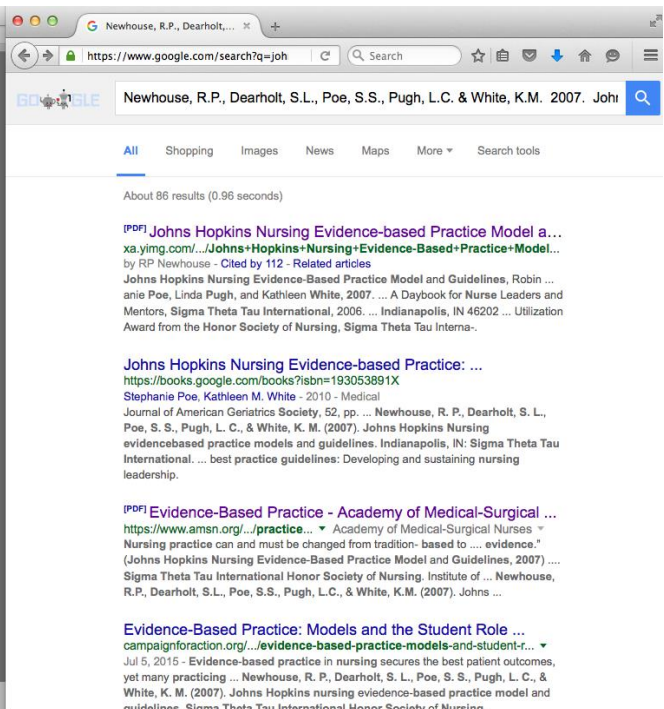 Newhouse, R.P., Dearholt,...
https://www.google.com/search?q=joh
Search
GOOGLE
Newhouse, R.P., Dearholt, S.L., Poe, S.S., Pugh, L.C. & White, K.M. 2007. John
All Shopping Images News Maps More Search tools
About 86 results (0.96 seconds)
[PDF] Johns Hopkins Nursing Evidence-based Practice Model a...
xa.yimg.com/.../Johns+Hopkins+Nursing+Evidence-Based+Practice+Model...
by RP Newhouse - Cited by 112 - Related articles
Johns Hopkins Nursing Evidence-Based Practice Model and Guidelines, Robin ...
anie Poe, Linda Pugh, and Kathleen White, 2007. ... A Daybook for Nurse Leaders and
Mentors, Sigma Theta Tau International, 2006. ... Indianapolis, IN 46202 ... Utilization
Award from the Honor Society of Nursing, Sigma Theta Tau Interna-.
Johns Hopkins Nursing Evidence-based Practice: ...
https://books.google.com/books?isbn=193053891X
Stephanie Poe, Kathleen M. White - 2010 - Medical
Journal of American Geriatrics Society, 52, pp. ... Newhouse, R. P., Dearholt, S. L.,
Poe, S. S., Pugh, L. C., & White, K. M. (2007). Johns Hopkins Nursing
evidencebased practice models and guidelines. Indianapolis, IN: Sigma Theta Tau
International. ... best practice guidelines: Developing and sustaining nursing
leadership.
[PDF] Evidence-Based Practice - Academy of Medical-Surgical ...
https://www.amsn.org/.../practice... Academy of Medical-Surgical Nurses
Nursing practice can and must be changed from tradition- based to .... evidence."
(Johns Hopkins Nursing Evidence-Based Practice Model and Guidelines, 2007) ....
Sigma Theta Tau International Honor Society of Nursing. Institute of ... Newhouse,
R.P., Dearholt, S.L., Poe, S.S., Pugh, L.C., & White, K.M. (2007). Johns ...
Evidence-Based Practice: Models and the Student Role ...
campaignforaction.org/.../evidence-based-practice-models-and-student-r...
Jul 5, 2015 - Evidence-based practice in nursing secures the best patient outcomes,
yet many practicing ... Newhouse, R. P., Dearholt, S. L., Poe, S. S., Pugh, L. C., &
White, K. M. (2007). Johns Hopkins nursing eviedence-based practice model and
guidelines. Sigma Theta Tau International Honor Society of Nursing